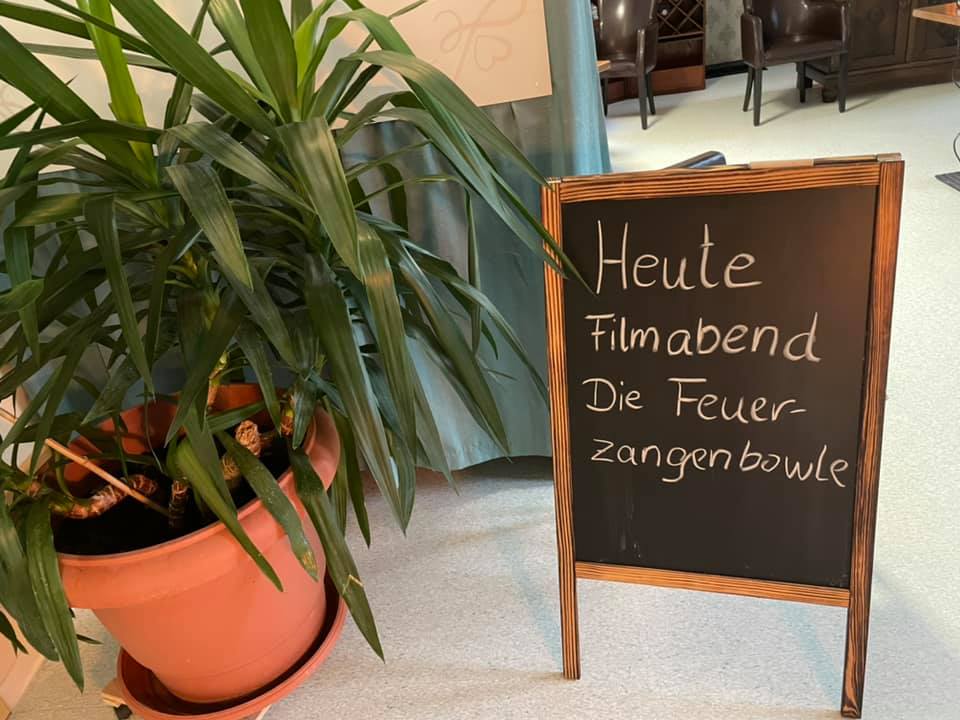 Heute
Filmabend
Die Feuer-
zangenbowle